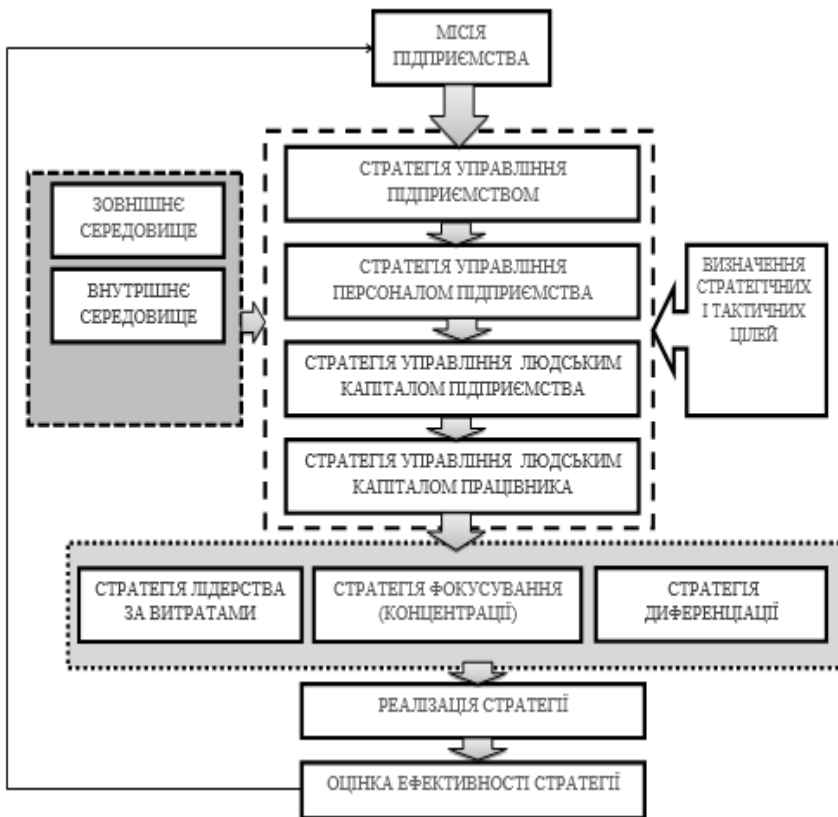 МІСІЯ
ПІДПРИЄМСТВА
СТРАТЕГІЯ УПРАВЛІННЯ
ПІДПРИЄМСТВОМ
ЗОВНІШНЄ
СЕРЕДОВИЩЕ
ВНУТРІШНЄ
СЕРЕДОВИЩЕ
СТРАТЕГІЯ УПРАВЛІННЯ
ПЕРСОНАЛОМ ПІДПРИЄМСТВА
ВИЗНАЧЕННЯ
СТРАТЕГІЧНИХ
І ТАКТИЧНИХ
ЦІЛЕЙ
СТРАТЕГІЯ УПРАВЛІННЯ ЛЮДСЬКИМ
КАПІТАЛОМ ПІДПРИЄМСТВА
СТРАТЕГІЯ УПРАВЛІННЯ ЛЮДСЬКИМ
КАПІТАЛОМ ПРАЦІВНИКА
СТРАТЕГІЯ ЛІДЕРСТВА
ЗА ВИТРАТАМИ
СТРАТЕГІЯ ФОКУСУВАННЯ
(КОНЦЕНТРАЦІЇ)
СТРАТЕГІЯ
ДИФЕРЕНЦІАЦІЇ
РЕАЛІЗАЦІЯ СТРАТЕГІЇ
ОЦІНКА ЕФЕКТИВНОСТІ СТРАТЕГІЇ